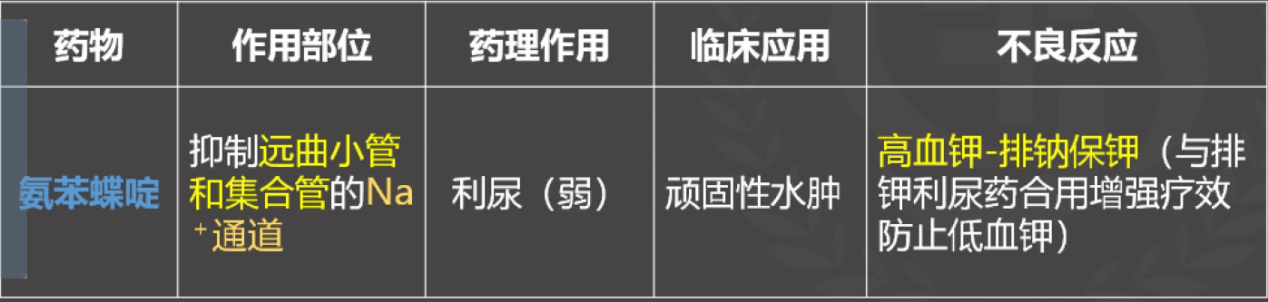 药物 作用部位 药理作用 临床应用 不良反应
氨苯蝶啶
抑制远曲小管
和集合管的Na
⁺通道
利尿（弱）
顽固性水肿
高血钾-排钠保钾（与排
钾利尿药合用增强疗效
防止低血钾）